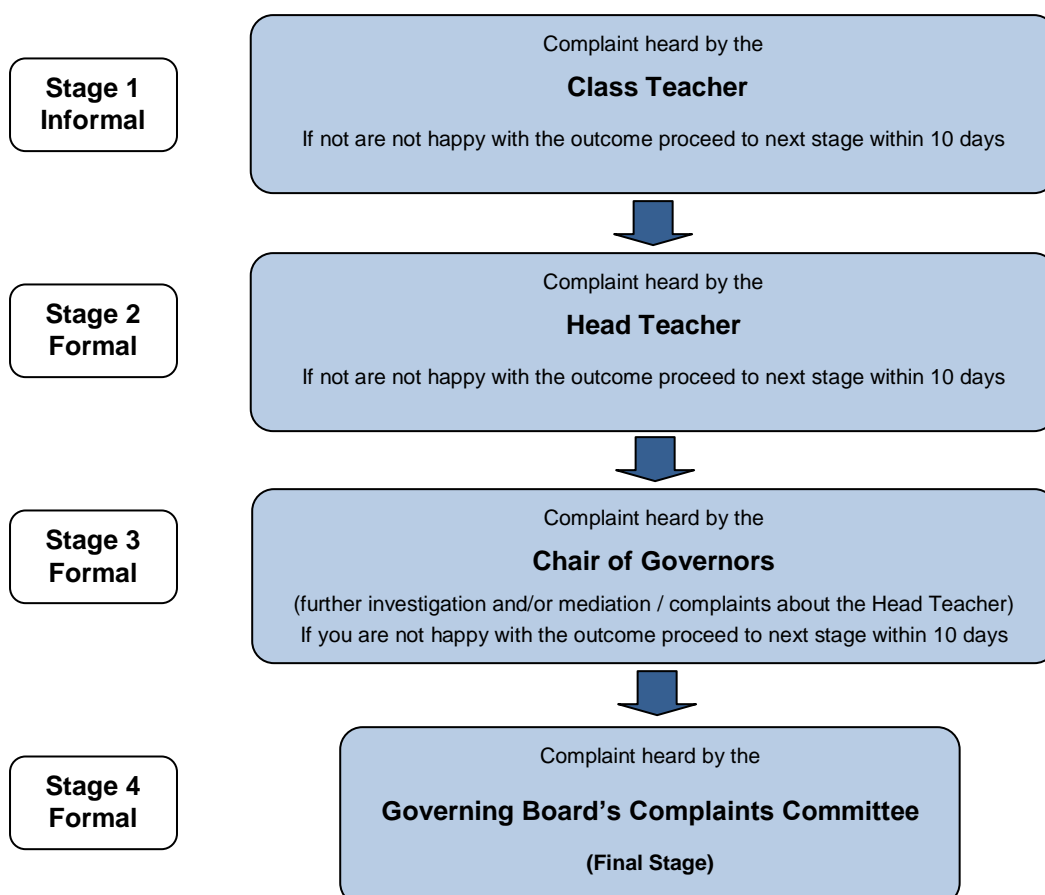 Stage 1
Informal
Complaint heard by the
Class Teacher
If not are not happy with the outcome proceed to next stage within 10 days
Stage 2
Formal
Complaint heard by the
Head Teacher
If not are not happy with the outcome proceed to next stage within 10 days
Stage 3
Formal
Complaint heard by the
Chair of Governors
(further investigation and/or mediation / complaints about the Head Teacher)
If you are not happy with the outcome proceed to next stage within 10 days
Stage 4
Formal
Complaint heard by the
Governing Board’s Complaints Committee
(Final Stage)